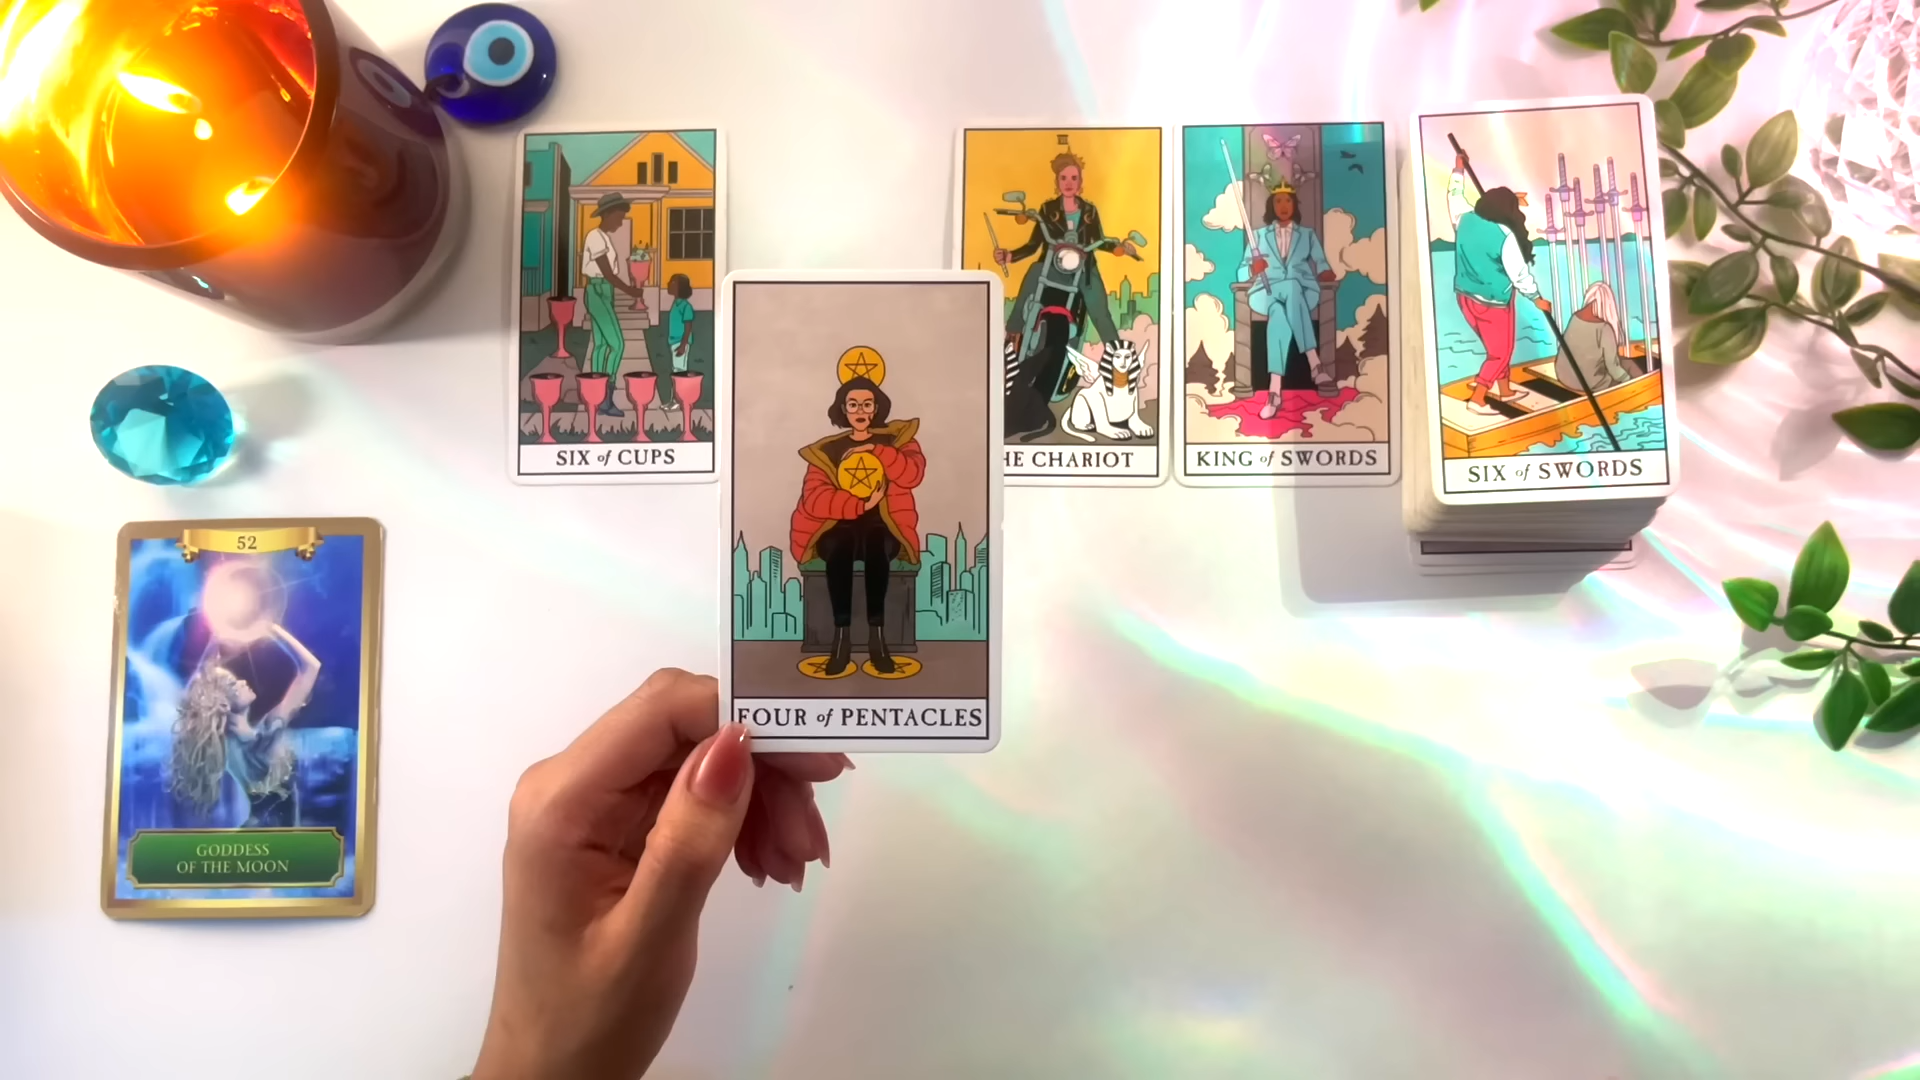 SIX of CUPS
HE CHARIOT
KING of SWORDS
SIX of SWORDS
FOUR of PENTACLES
52
GODDESS
OF THE MOON